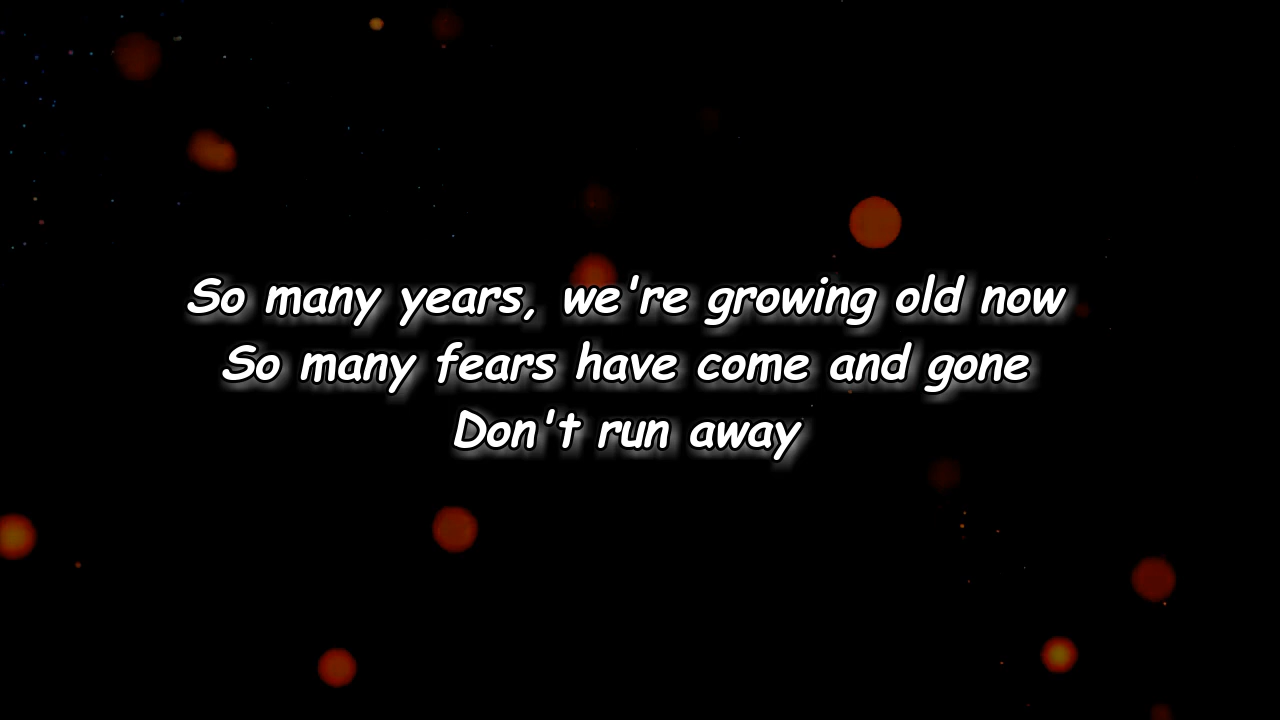 So many years, we're growing old now
So many fears have come and gone
Don't run away